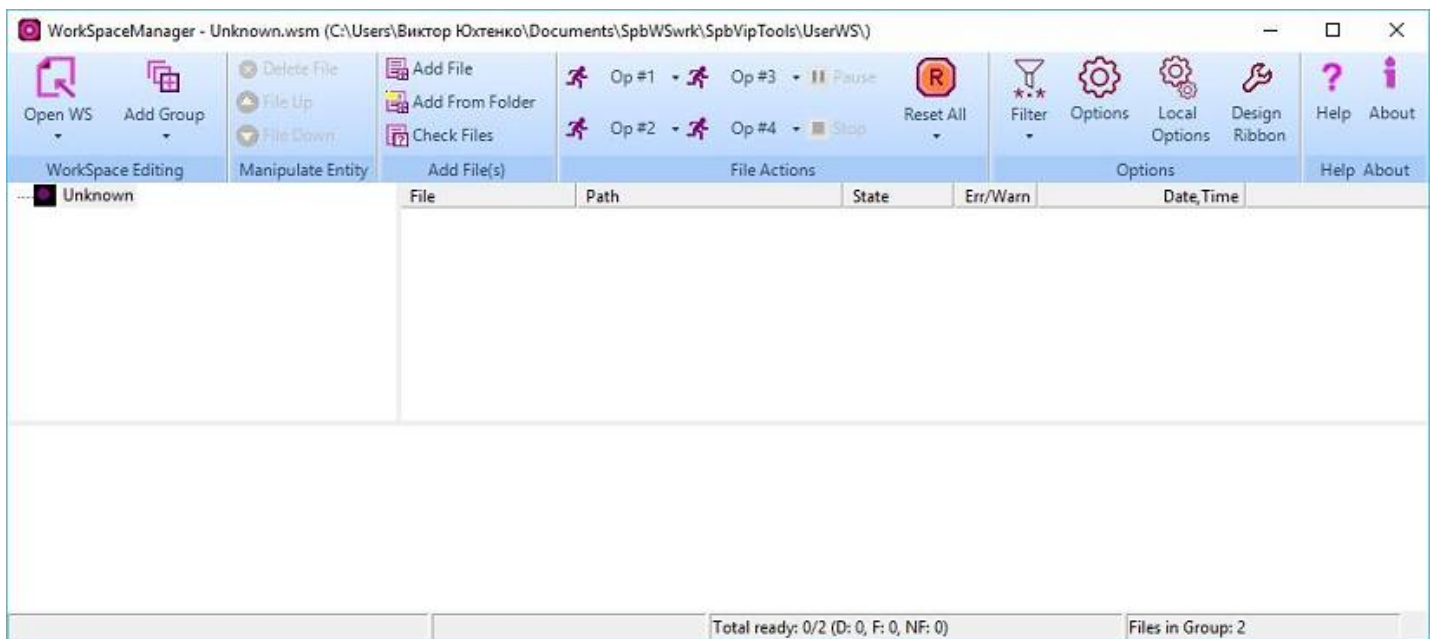 WorkSpaceManager - Unknown.wsm (C:\Users\Виктор Юхтенко\Documents\SpbWSwrk\SpbVipTools\UserWS\)
Open WS
Add Group
WorkSpace Editing
Delete File
File Up
File Down
Manipulate Entity
Add File
Add From Folder
Check Files
Add File(s)
Op #1
Op #3
Pause
Op #2
Op #4
Stop
R
Reset All
File Actions
*.*
Filter
Options
Local Options
Design Ribbon
Options
?
Help
About
Help About
Unknown
File Path State Err/Warn Date,Time
Total ready: 0/2 (D: 0, F: 0, NF: 0)
Files in Group: 2